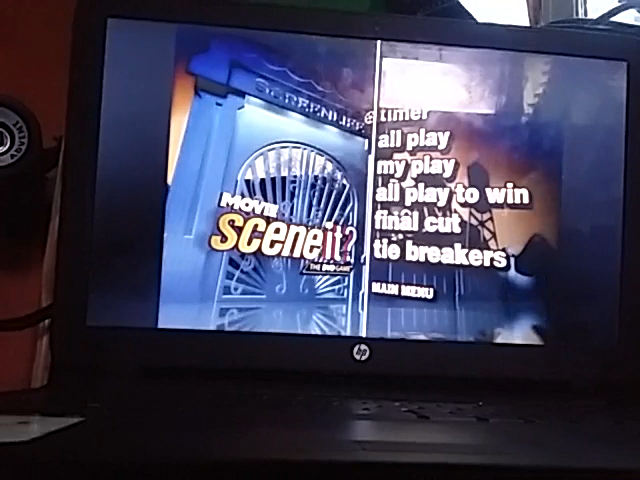 SCREENLIFE
timer
all play
my play
all play to win
final cut
tie breakers
MAIN MENU
MOVIE
scene it?
THE DVD GAME
hp